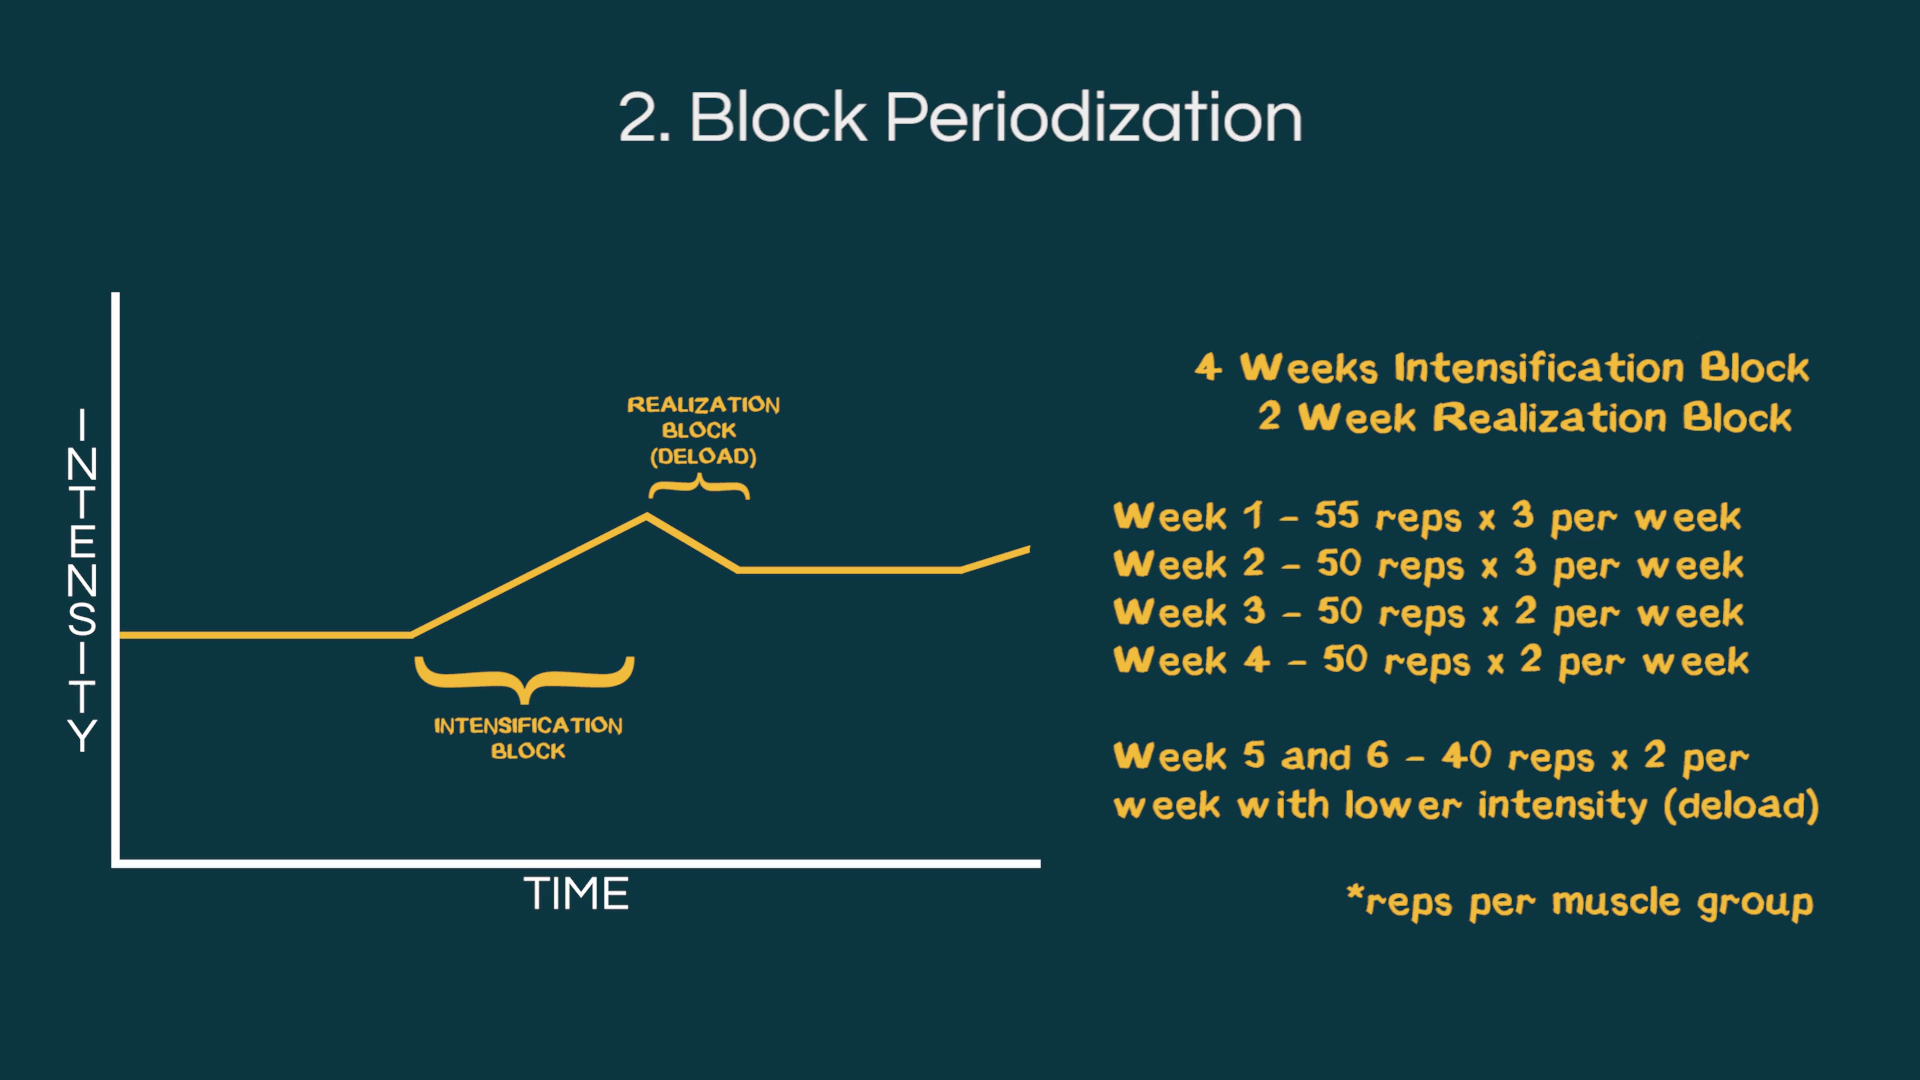 2. Block Periodization
INTENSITY
REALIZATION
BLOCK
(DELOAD)
INTENSIFICATION
BLOCK
TIME
4 Weeks Intensification Block
2 Week Realization Block
Week 1 - 55 reps x 3 per week
Week 2 - 50 reps x 3 per week
Week 3 - 50 reps x 2 per week
Week 4 - 50 reps x 2 per week
Week 5 and 6 - 40 reps x 2 per
week with lower intensity (deload)
*reps per muscle group